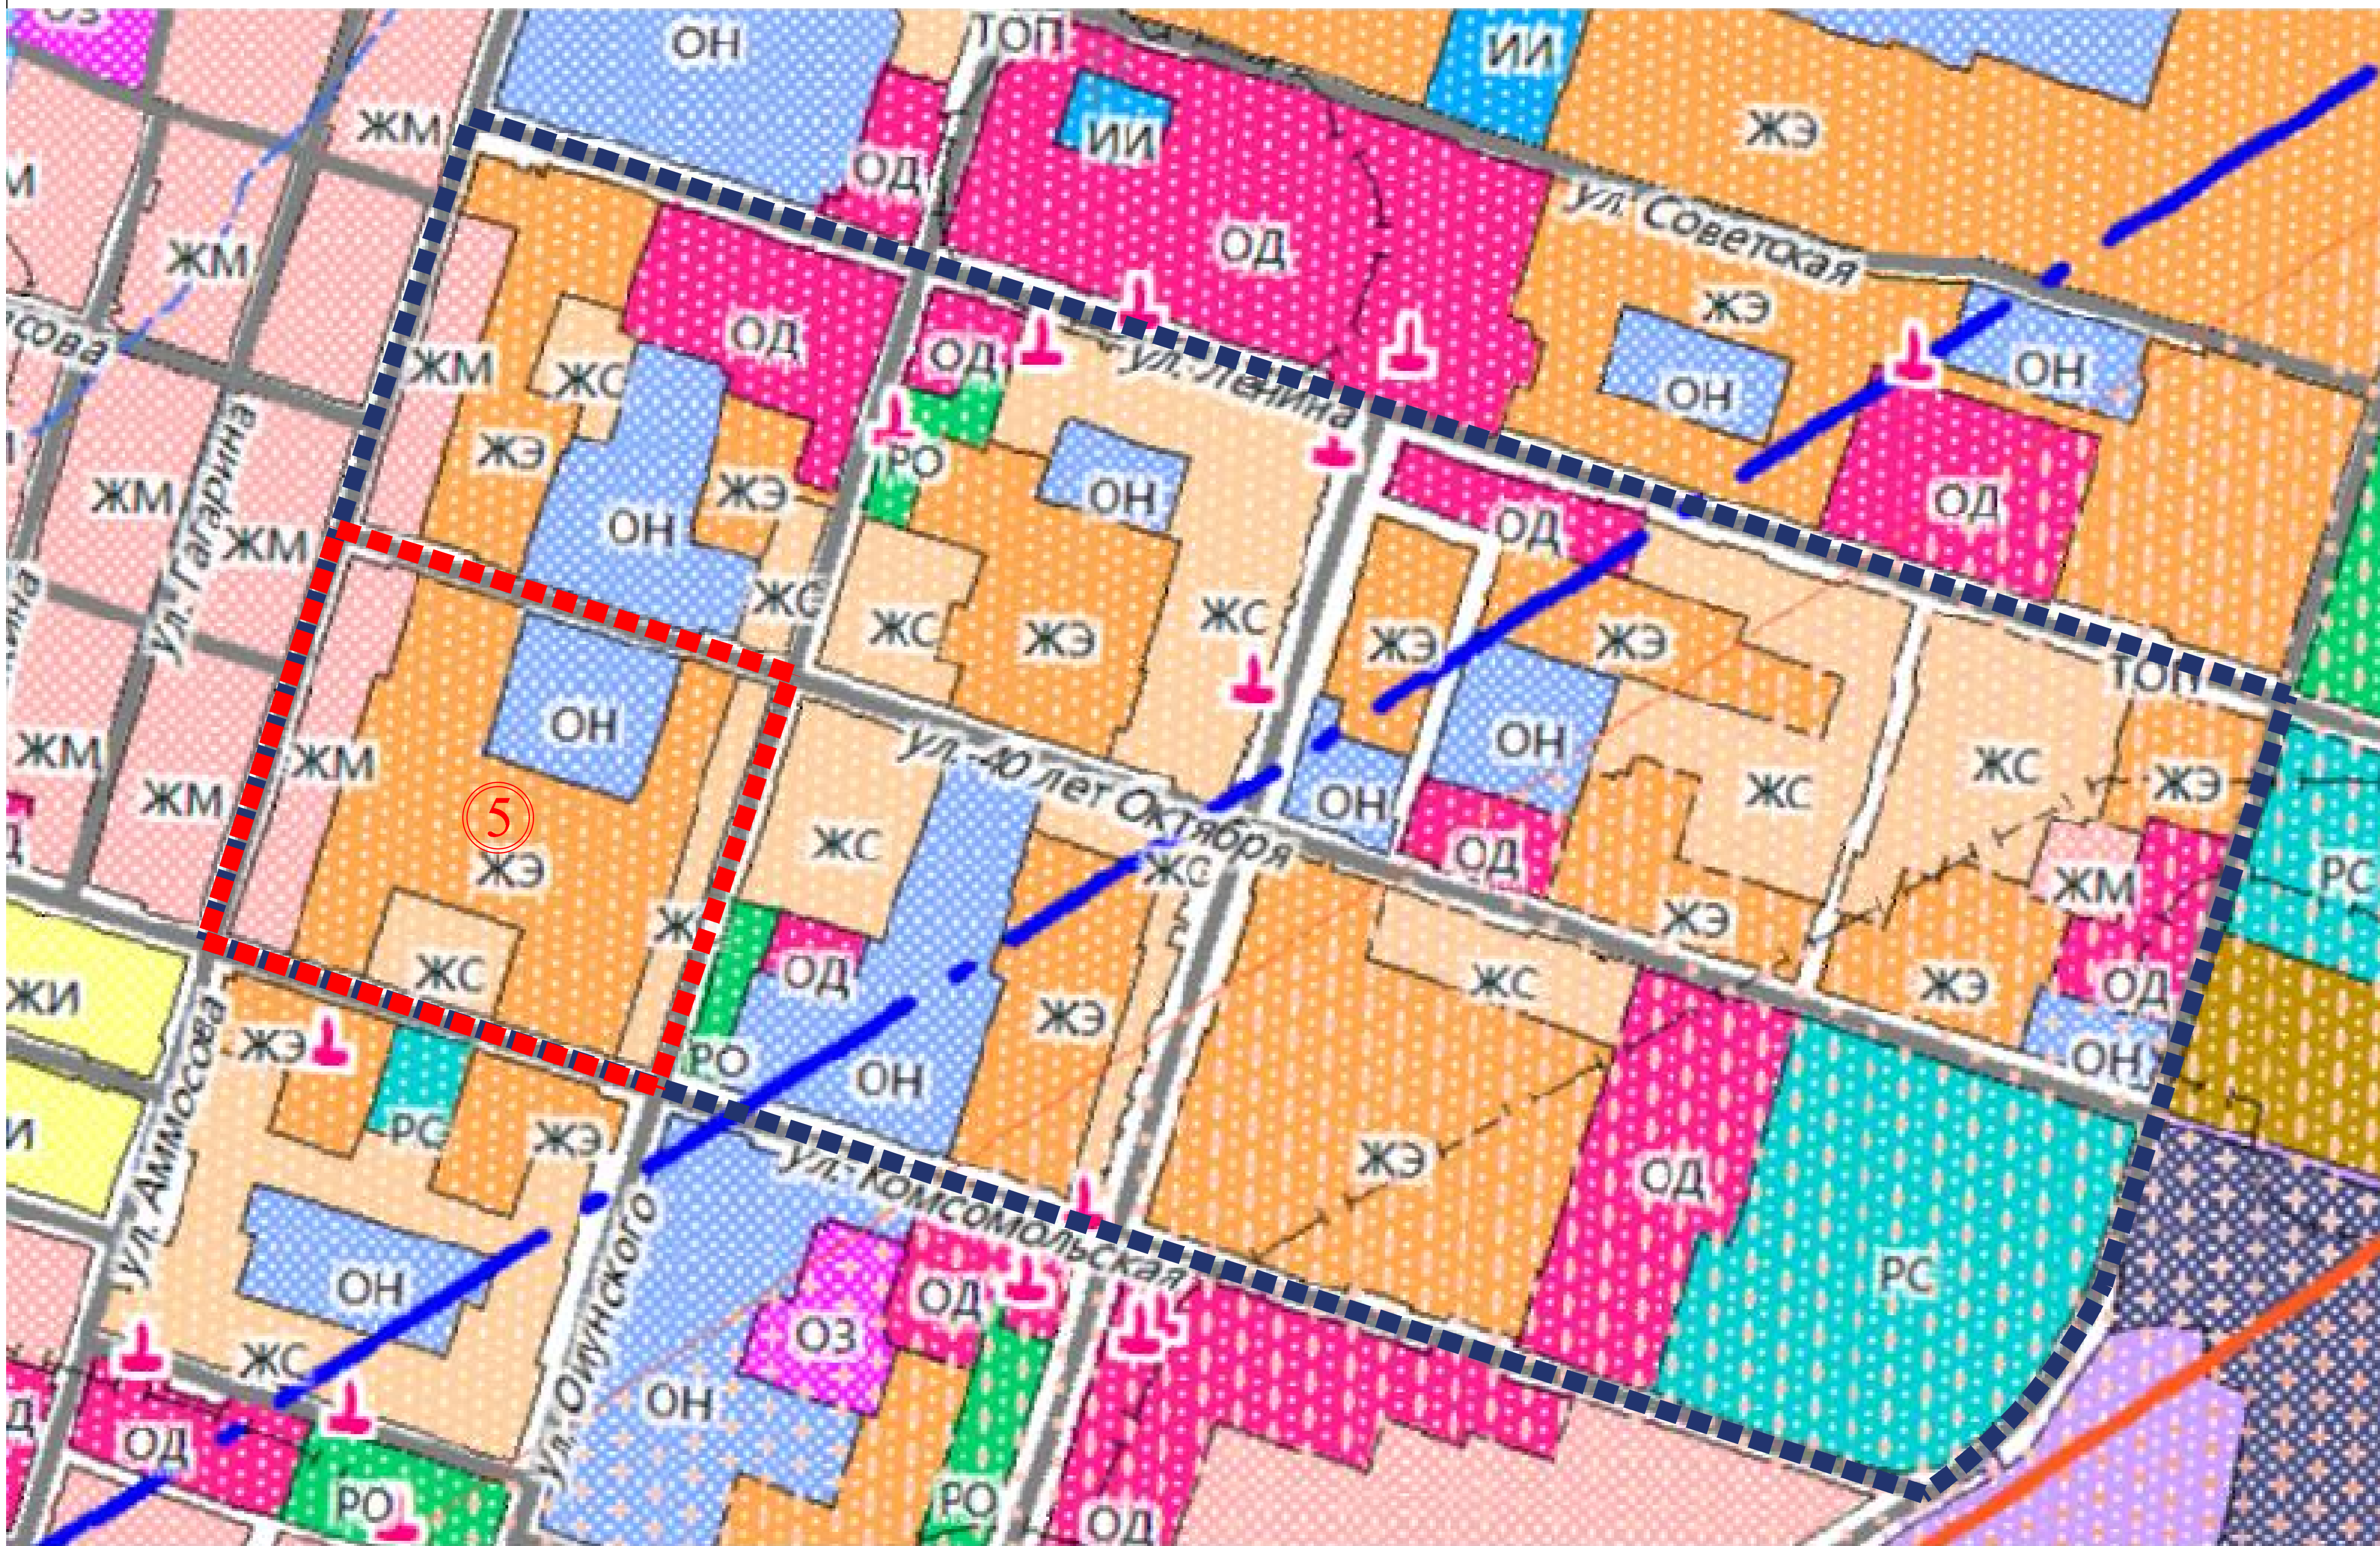 ОЗ
ОН
ТОП
ИИ
ЖМ
ИИ
ЖЭ
ОД
ул. Советская
ОД
ЖМ
ЖЭ
ОД
ОД
ЖМ
ЖС
ул. Ленина
ОН
ОН
ЖЭ
РО
ЖЭ
ОН
ОД
ЖМ
ул. Гагарина
ЖМ
ОН
ОД
ЖС
ЖС
ЖЭ
ЖС
ЖЭ
ЖЭ
ТОП
ОН
ОН
ЖМ
ЖМ
ЖМ
ул. 40 лет Октября
ОН
ЖС
ЖС
ЖЭ
5
ЖЭ
ЖС
ЖС
ОД
ЖМ
РС
ЖЭ
ЖС
ОД
ЖС
ЖЭ
ОД
ЖИ
ЖЭ
ул. Аммосова
РО
ОН
ЖЭ
ОН
РС
ЖЭ
ул. Комсомольская
ЖЭ
ОД
РС
ОН
ул. Ойунского
ОЗ
ОД
ЖС
ОН
ОД
РО
РО
ОД